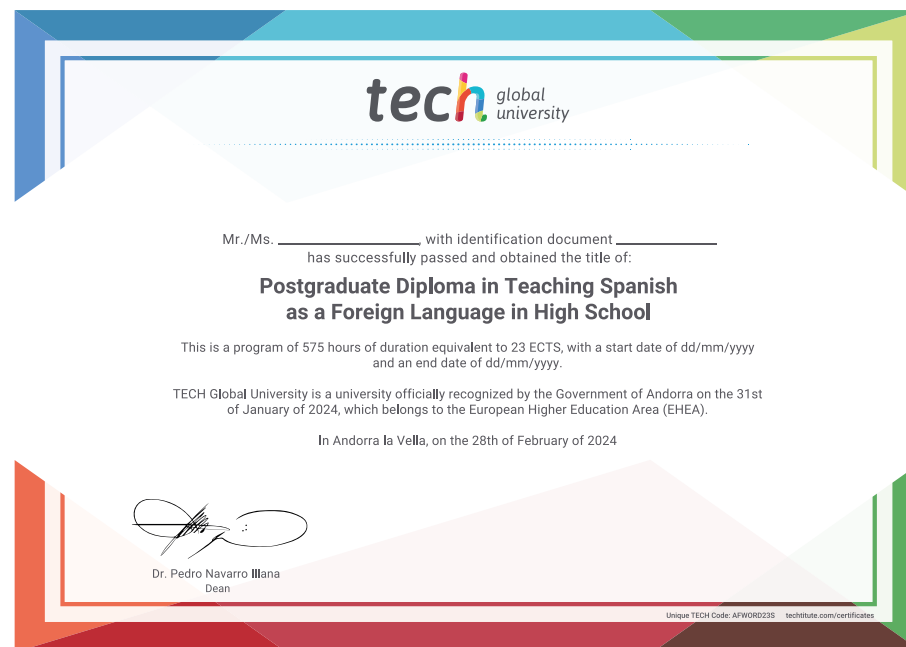 tech global
university
Mr./Ms. ____________, with identification document ____________
has successfully passed and obtained the title of:
Postgraduate Diploma in Teaching Spanish
as a Foreign Language in High School
This is a program of 575 hours of duration equivalent to 23 ECTS, with a start date of dd/mm/yyyy
and an end date of dd/mm/yyyy.
TECH Global University is a university officially recognized by the Government of Andorra on the 31st
of January of 2024, which belongs to the European Higher Education Area (EHEA).
In Andorra la Vella, on the 28th of February of 2024
Dr. Pedro Navarro Illana
Dean
Unique TECH Code: AFWORD23S techtitute.com/certificates